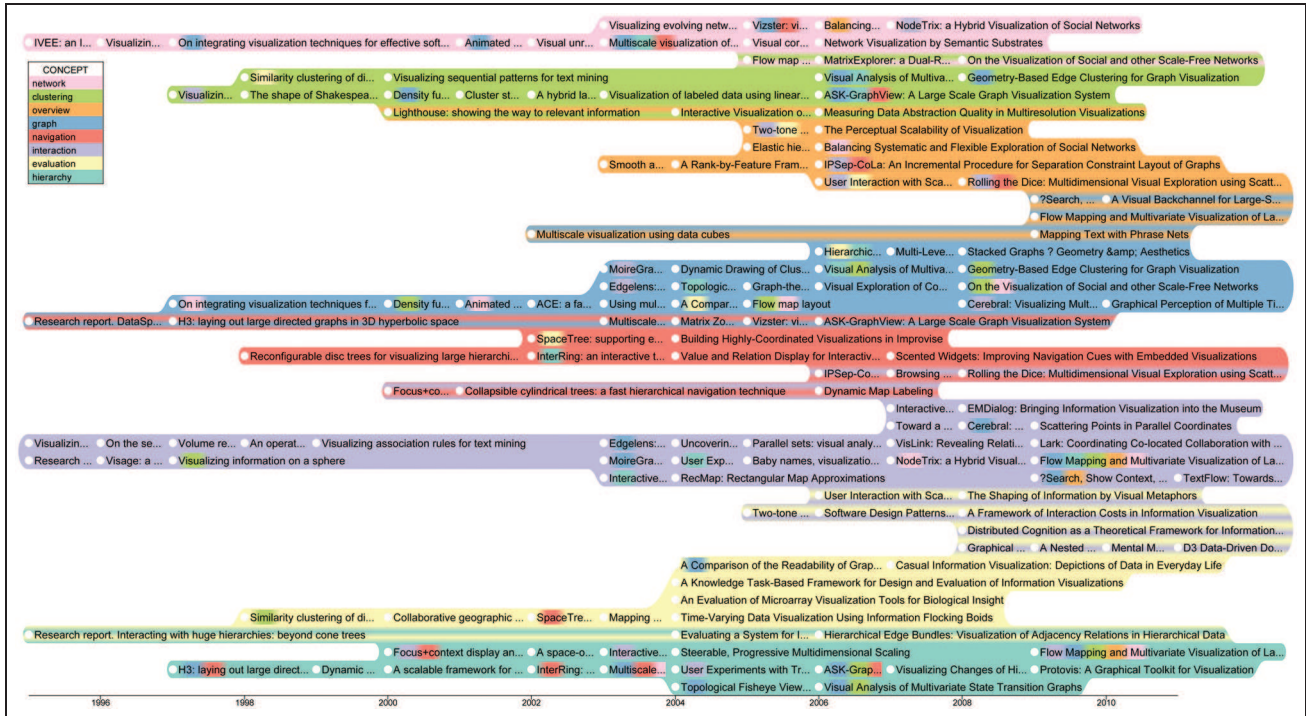 Visualizing evolving netw... Vizster: vi... Balancing... NodeTrix: a Hybrid Visualization of Social Networks
IVEE: an I... Visualizin... On integrating visualization techniques for effective soft... Animated ... Visual unr... Multiscale visualization of... Visual cor... Network Visualization by Semantic Substrates
Flow map ... MatrixExplorer: a Dual-R... On the Visualization of Social and other Scale-Free Networks
CONCEPT
network
clustering
overview
graph
navigation
interaction
evaluation
hierarchy
Similarity clustering of di... Visualizing sequential patterns for text mining Visual Analysis of Multiva... Geometry-Based Edge Clustering for Graph Visualization
Visualizin... The shape of Shakespea... Density fu... Cluster st... A hybrid la... Visualization of labeled data using linear... ASK-GraphView: A Large Scale Graph Visualization System
Lighthouse: showing the way to relevant information Interactive Visualization o... Measuring Data Abstraction Quality in Multiresolution Visualizations
Two-tone ... The Perceptual Scalability of Visualization
Elastic hie... Balancing Systematic and Flexible Exploration of Social Networks
Smooth a... A Rank-by-Feature Fram... IPSep-CoLa: An Incremental Procedure for Separation Constraint Layout of Graphs
User Interaction with Sca... Rolling the Dice: Multidimensional Visual Exploration using Scatt...
?Search, ... A Visual Backchannel for Large-S...
Flow Mapping and Multivariate Visualization of La...
Multiscale visualization using data cubes Mapping Text with Phrase Nets
Hierarchic... Multi-Leve... Stacked Graphs ? Geometry &amp; Aesthetics
MoireGra... Dynamic Drawing of Clus... Visual Analysis of Multiva... Geometry-Based Edge Clustering for Graph Visualization
Edgelens:... Topologic... Graph-the... Visual Exploration of Co... On the Visualization of Social and other Scale-Free Networks
On integrating visualization techniques f... Density fu... Animated ... ACE: a fa... Using mul... A Compar... Flow map layout Cerebral: Visualizing Mult... Graphical Perception of Multiple Ti...
Research report. DataSp... H3: laying out large directed graphs in 3D hyperbolic space Multiscale... Matrix Zo... Vizster: vi... ASK-GraphView: A Large Scale Graph Visualization System
SpaceTree: supporting e... Building Highly-Coordinated Visualizations in Improvise
Reconfigurable disc trees for visualizing large hierarchi... InterRing: an interactive t... Value and Relation Display for Interactiv... Scented Widgets: Improving Navigation Cues with Embedded Visualizations
IPSep-Co... Browsing ... Rolling the Dice: Multidimensional Visual Exploration using Scatt...
Focus+co... Collapsible cylindrical trees: a fast hierarchical navigation technique Dynamic Map Labeling
Interactive... EMDialog: Bringing Information Visualization into the Museum
Toward a ... Cerebral: ... Scattering Points in Parallel Coordinates
Visualizin... On the se... Volume re... An operat... Visualizing association rules for text mining Edgelens:... Uncoverin... Parallel sets: visual analy... VisLink: Revealing Relati... Lark: Coordinating Co-located Collaboration with ...
Research ... Visage: a ... Visualizing information on a sphere MoireGra... User Exp... Baby names, visualizatio... NodeTrix: a Hybrid Visual... Flow Mapping and Multivariate Visualization of La...
Interactive... RecMap: Rectangular Map Approximations ?Search, Show Context, ... TextFlow: Towards...
User Interaction with Sca... The Shaping of Information by Visual Metaphors
Two-tone ... Software Design Patterns... A Framework of Interaction Costs in Information Visualization
Distributed Cognition as a Theoretical Framework for Information...
Graphical ... A Nested ... Mental M... D3 Data-Driven Do...
A Comparison of the Readability of Grap... Casual Information Visualization: Depictions of Data in Everyday Life
A Knowledge Task-Based Framework for Design and Evaluation of Information Visualizations
An Evaluation of Microarray Visualization Tools for Biological Insight
Similarity clustering of di... Collaborative geographic ... SpaceTre... Mapping ... Time-Varying Data Visualization Using Information Flocking Boids
Research report. Interacting with huge hierarchies: beyond cone trees Evaluating a System for I... Hierarchical Edge Bundles: Visualization of Adjacency Relations in Hierarchical Data
Focus+context display an... A space-o... Interactive... Steerable, Progressive Multidimensional Scaling Flow Mapping and Multivariate Visualization of La...
H3: laying out large direct... Dynamic ... A scalable framework for ... InterRing: ... Multiscale... User Experiments with Tr... ASK-Grap... Visualizing Changes of Hi... Protovis: A Graphical Toolkit for Visualization
Topological Fisheye View... Visual Analysis of Multivariate State Transition Graphs
1996 1998 2000 2002 2004 2006 2008 2010